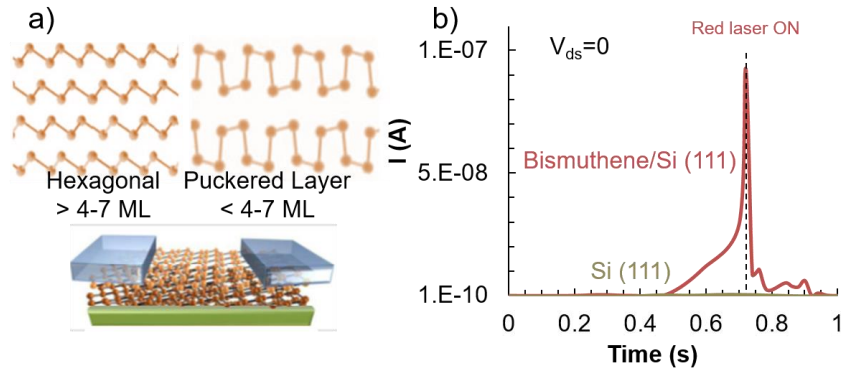 a)
Hexagonal
> 4-7 ML
Puckered Layer
< 4-7 ML
b)
I (A)
1.E-07
5.E-08
1.E-10
V_ds=0
Red laser ON
Bismuthene/Si (111)
Si (111)
0 0.2 0.4 0.6 0.8 1
Time (s)